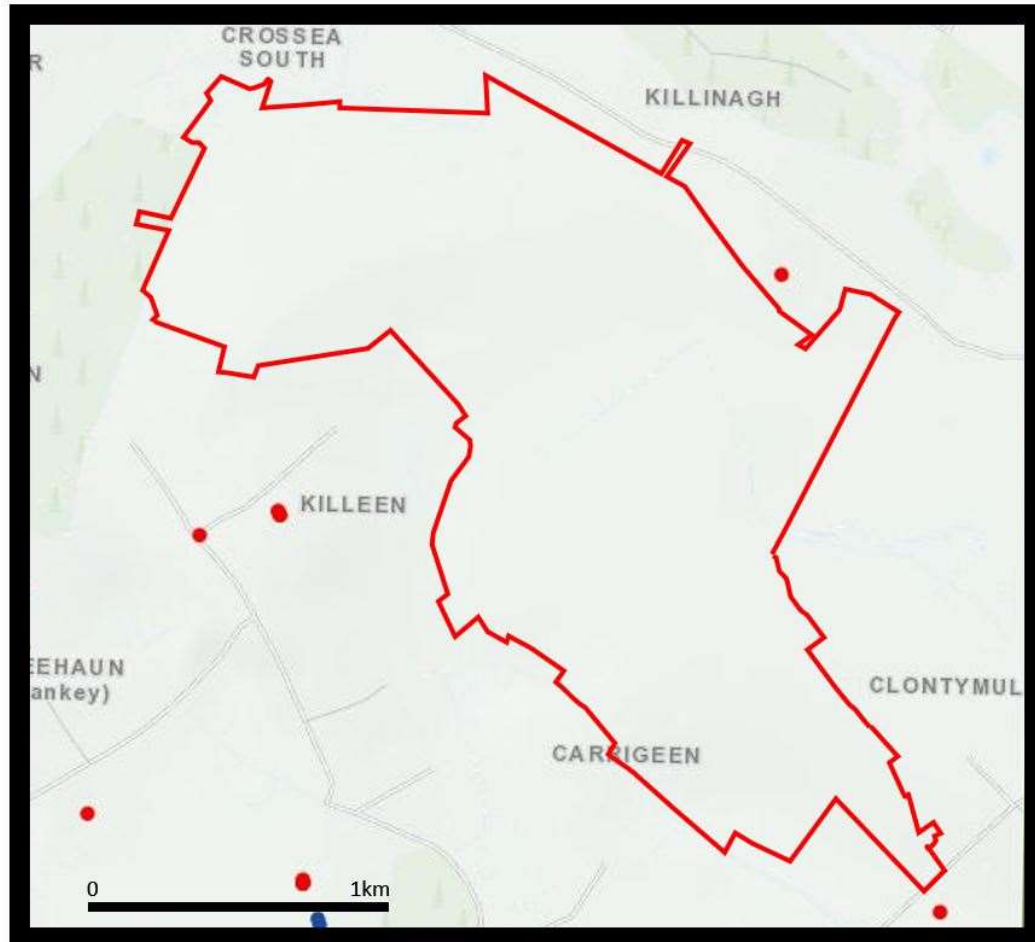 CROSSEA
SOUTH
R
KILLINAGH
N
KILLEEN
EEHAUN
ankey)
CLONTYMUL
CARRIGEEN
0 1km